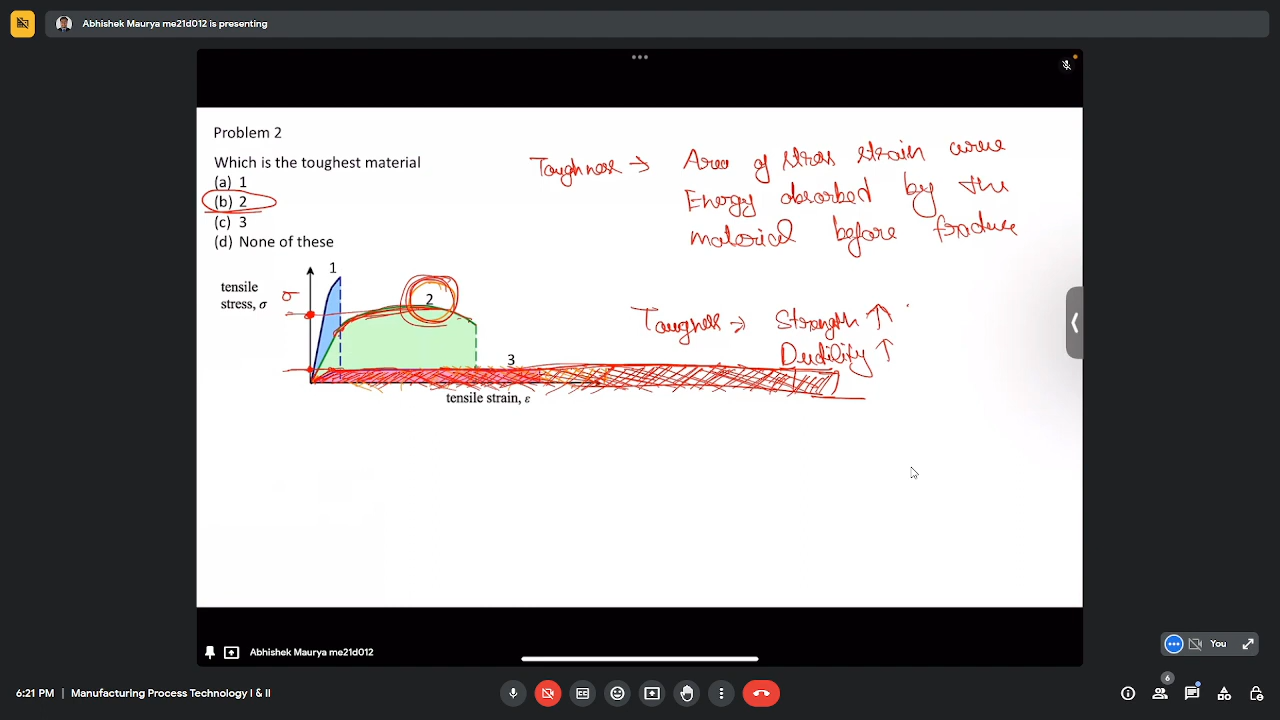 Abhishek Maurya me21d012 is presenting
Problem 2
Which is the toughest material
(a) 1
(b) 2
(c) 3
(d) None of these
Toughness → Area of stress strain curve
Energy absorbed by the
material before fracture
tensile
stress, σ
σ
1
2
3
tensile strain, ε
Toughness → Strength ↑
Ductility ↑
Abhishek Maurya me21d012
You
6
6:21 PM | Manufacturing Process Technology I & II